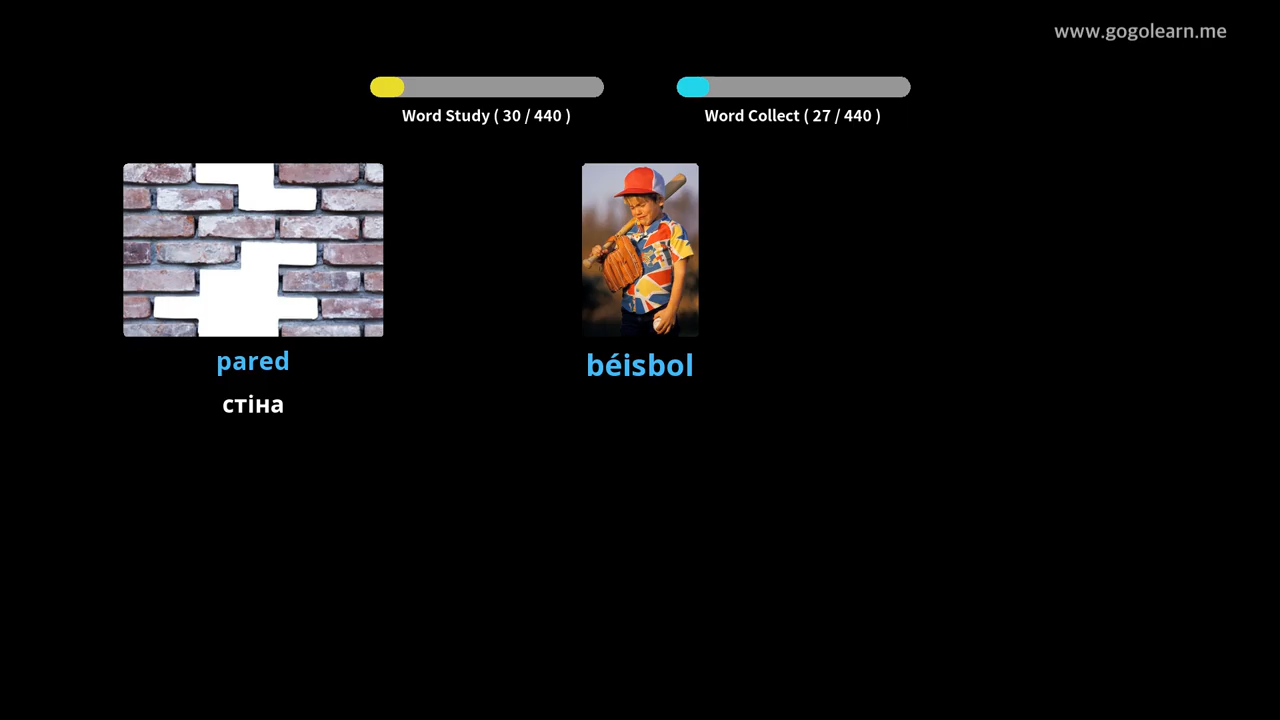 www.gogolearn.me
Word Study ( 30 / 440 )
Word Collect ( 27 / 440 )
pared
стіна
béisbol